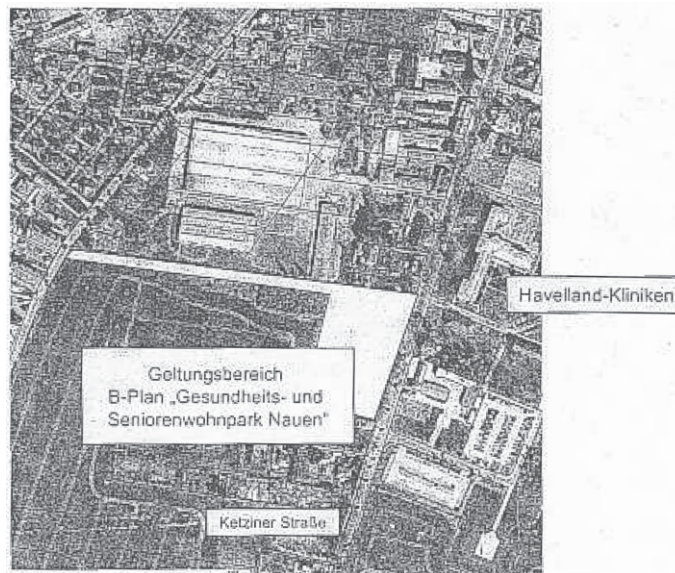 Havelland-Kliniken
Geltungsbereich
B-Plan „Gesundheits- und
Seniorenwohnpark Nauen"
Ketziner Straße